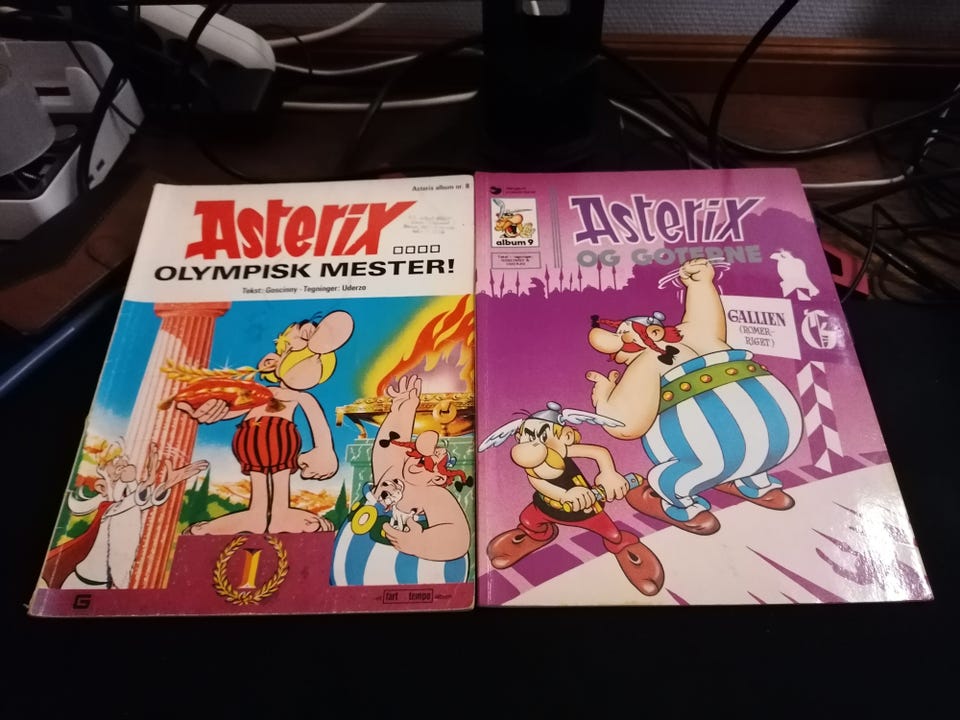 Asterix album nr. 8
Asterix
OLYMPISK MESTER!
Tekst: Goscinny · Tegninger: Uderzo
1
G
fart tempo
Asterix
OG GOTERNE
album 9
GALLIEN
(ROMER-
RIGET)